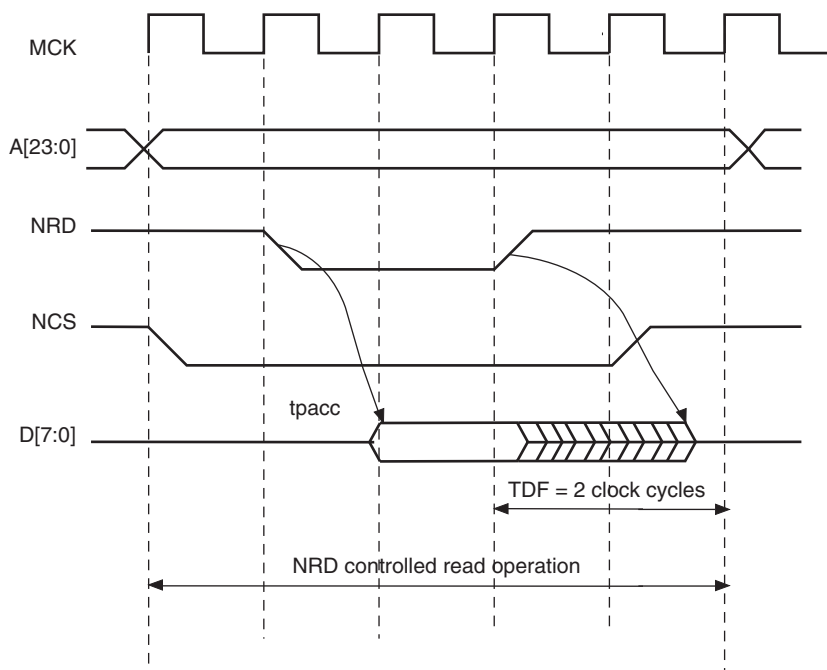 MCK
A[23:0]
NRD
NCS
tpacc
D[7:0]
TDF = 2 clock cycles
NRD controlled read operation